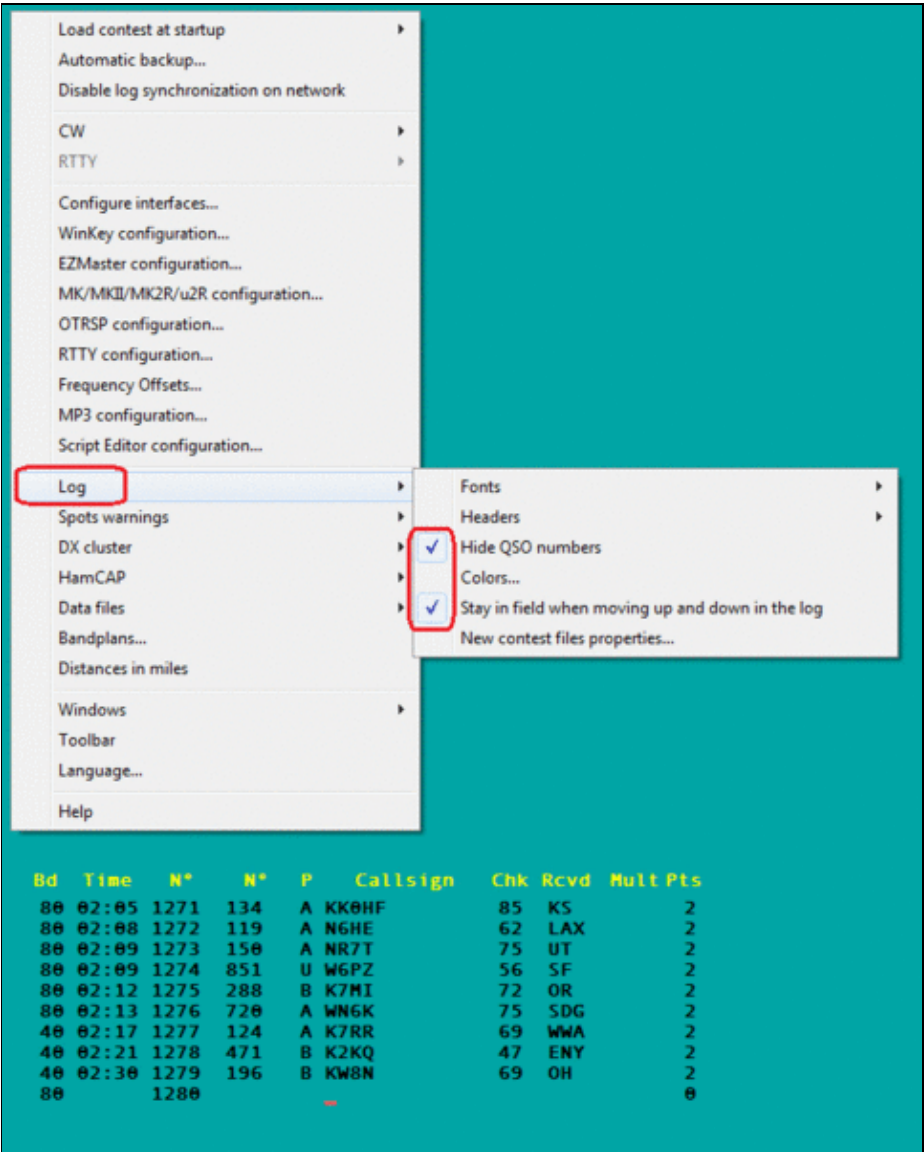 Load contest at startup
Automatic backup...
Disable log synchronization on network
CW
RTTY
Configure interfaces...
WinKey configuration...
EZMaster configuration...
MK/MKII/MK2R/u2R configuration...
OTRSP configuration...
RTTY configuration...
Frequency Offsets...
MP3 configuration...
Script Editor configuration...
Log
Spots warnings
DX cluster
HamCAP
Data files
Bandplans...
Distances in miles
Windows
Toolbar
Language...
Help
Fonts
Headers
Hide QSO numbers
Colors...
Stay in field when moving up and down in the log
New contest files properties...
Bd Time N° N° P Callsign Chk Rcvd Mult Pts
80 02:05 1271 134 A KK0HF 85 KS 2
80 02:08 1272 119 A N6HE 62 LAX 2
80 02:09 1273 150 A NR7T 75 UT 2
80 02:09 1274 851 U W6PZ 56 SF 2
80 02:12 1275 288 B K7MI 72 OR 2
80 02:13 1276 720 A WN6K 75 SDG 2
40 02:17 1277 124 A K7RR 69 WWA 2
40 02:21 1278 471 B K2KQ 47 ENY 2
40 02:30 1279 196 B KW8N 69 OH 2
80 1280 0